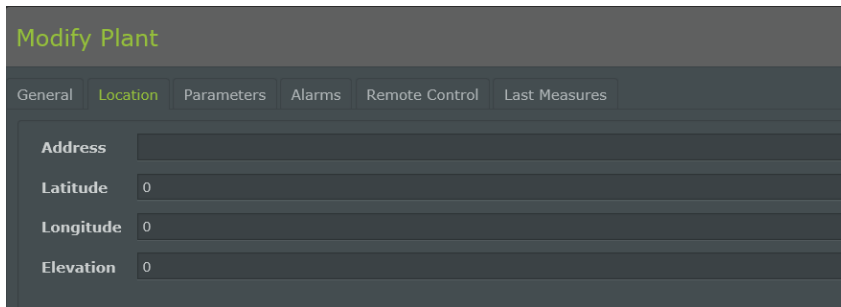 Modify Plant
General Location Parameters Alarms Remote Control Last Measures
Address
Latitude 0
Longitude 0
Elevation 0